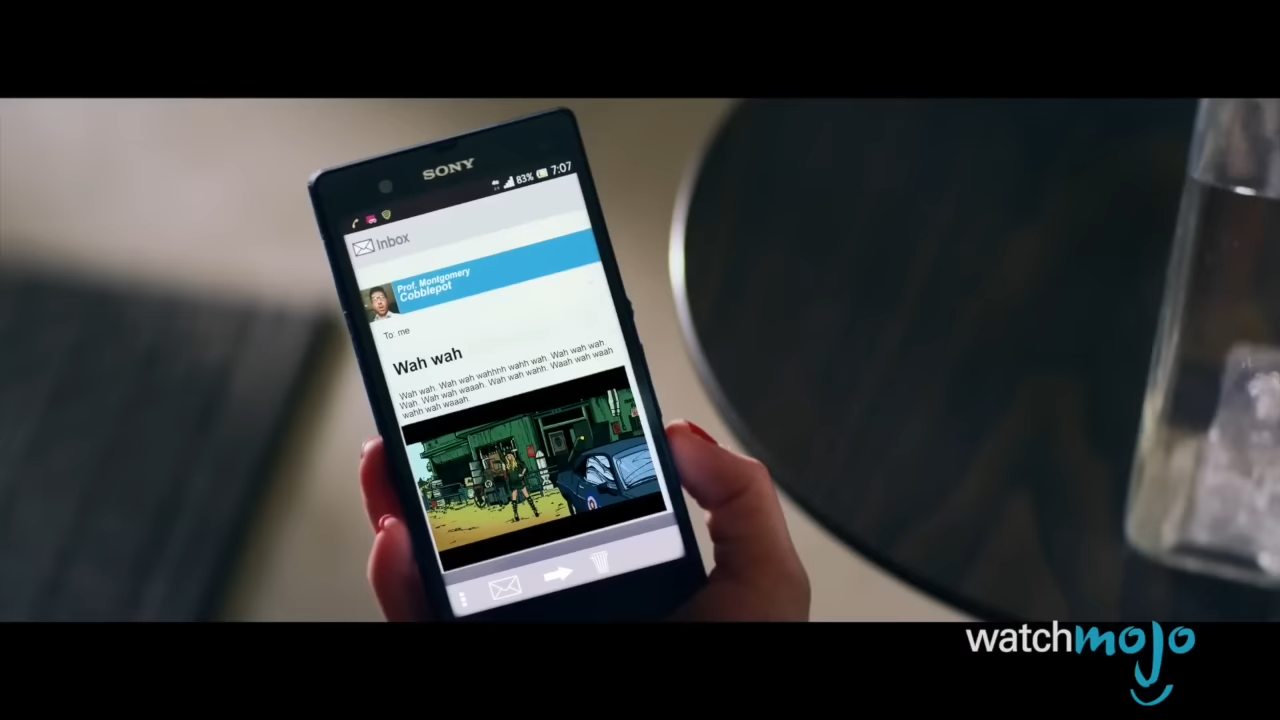 SONY
83% 7:07
Inbox
Prof. Montgomery
Cobblepot
To: me
Wah wah
Wah wah. Wah wah wahhhh wahh wah. Wah wah wah.
Wah. Wah wah waaah. Wah wah wahh. Waah wah waah
wahh wah waaah.
watchmojo